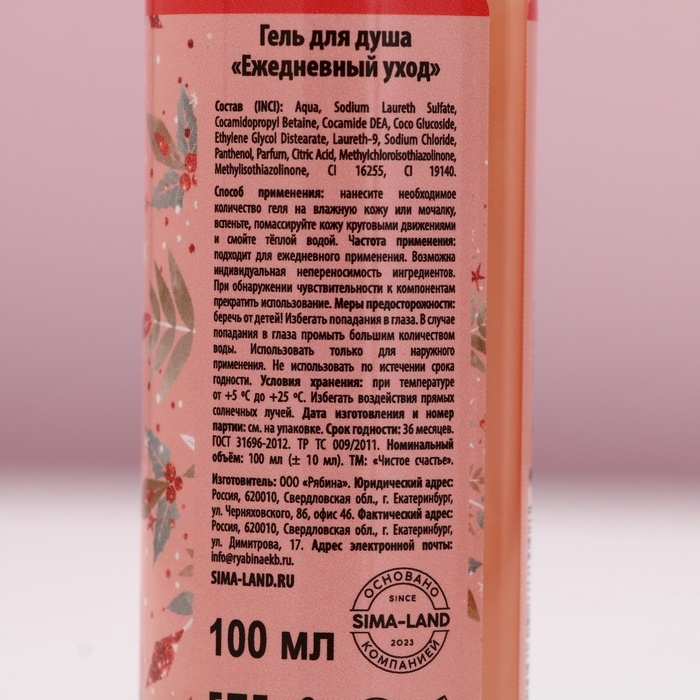 Гель для душа
«Ежедневный уход»
Состав (INCI): Aqua, Sodium Laureth Sulfate,
Cocamidopropyl Betaine, Cocamide DEA, Coco Glucoside,
Ethylene Glycol Distearate, Laureth-9, Sodium Chloride,
Panthenol, Parfum, Citric Acid, Methylchloroisothiazolinone,
Methylisothiazolinone, CI 16255, CI 19140.
Способ применения: нанесите необходимое
количество геля на влажную кожу или мочалку,
вспеньте, помассируйте кожу круговыми движениями
и смойте тёплой водой. Частота применения:
подходит для ежедневного применения. Возможна
индивидуальная непереносимость ингредиентов.
При обнаружении чувствительности к компонентам
прекратить использование. Меры предосторожности:
беречь от детей! Избегать попадания в глаза. В случае
попадания в глаза промыть большим количеством
воды. Использовать только для наружного
применения. Не использовать по истечении срока
годности. Условия хранения: при температуре
от +5 ºС до +25 ºС. Избегать воздействия прямых
солнечных лучей. Дата изготовления и номер
партии: см. на упаковке. Срок годности: 36 месяцев.
ГОСТ 31696-2012. ТР ТС 009/2011. Номинальный
объём: 100 мл (± 10 мл). ТМ: «Чистое счастье».
Изготовитель: ООО «Рябина». Юридический адрес:
Россия, 620010, Свердловская обл., г. Екатеринбург,
ул. Черняховского, 86, офис 46. Фактический адрес:
Россия, 620010, Свердловская обл., г. Екатеринбург,
ул. Димитрова, 17. Адрес электронной почты:
info@ryabinaekb.ru.
SIMA-LAND.RU
ОСНОВАНО
SINCE
SIMA-LAND
2023
КОМПАНИЕЙ
100 мл